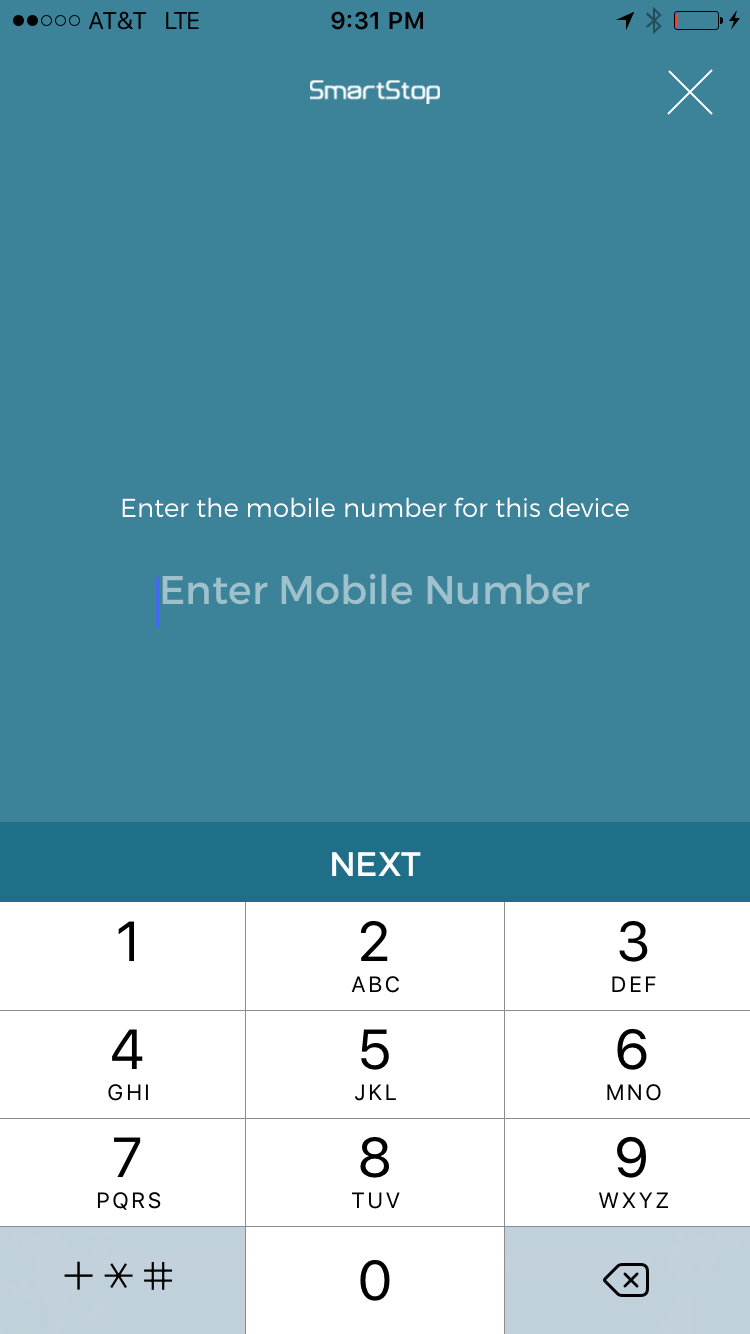 AT&T LTE 9:31 PM
SmartStop
Enter the mobile number for this device
Enter Mobile Number
NEXT
1 2 3
ABC DEF
4 5 6
GHI JKL MNO
7 8 9
PQRS TUV WXYZ
+ * # 0